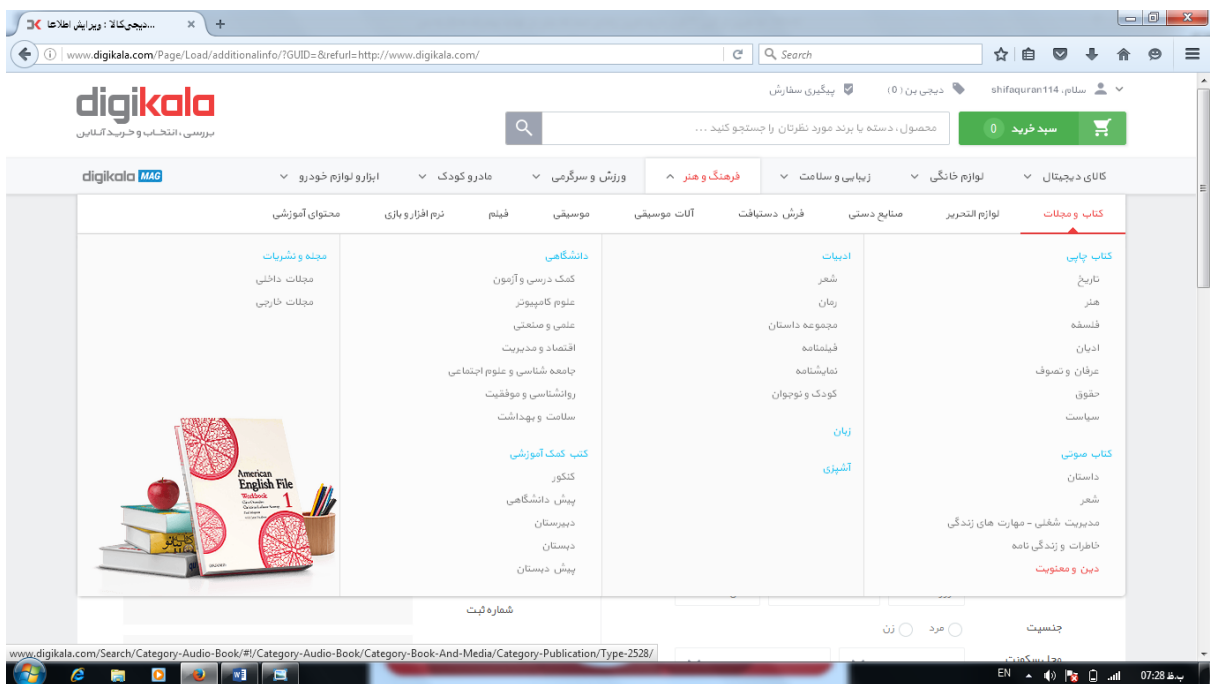 دیجی‌کالا : ویرایش اطلاعا...
www.digikala.com/Page/Load/additionalinfo/?GUID=&refurl=http://www.digikala.com/
Search
digikala
بررسی، انتخاب و خرید آنلاین
سلام، shifaquran114
دیجی بن (0)
پیگیری سفارش
محصول، دسته یا برند مورد نظرتان را جستجو کنید ...
سبد خرید 0
کالای دیجیتال
لوازم خانگی
زیبایی و سلامت
فرهنگ و هنر
ورزش و سرگرمی
مادر و کودک
ابزار و لوازم خودرو
digikala MAG
کتاب و مجلات
لوازم التحریر
صنایع دستی
فرش دستبافت
آلات موسیقی
موسیقی
فیلم
نرم افزار و بازی
محتوای آموزشی
کتاب چاپی
تاریخ
هنر
فلسفه
ادیان
عرفان و تصوف
حقوق
سیاست
کتاب صوتی
داستان
شعر
مدیریت شغلی - مهارت های زندگی
خاطرات و زندگی نامه
دین و معنویت
ادبیات
شعر
رمان
مجموعه داستان
فیلمنامه
نمایشنامه
کودک و نوجوان
زبان
آشپزی
دانشگاهی
کمک درسی و آزمون
علوم کامپیوتر
علمی و صنعتی
اقتصاد و مدیریت
جامعه شناسی و علوم اجتماعی
روانشناسی و موفقیت
سلامت و بهداشت
کتب کمک آموزشی
کنکور
پیش دانشگاهی
دبیرستان
دبستان
پیش دبستان
مجله و نشریات
مجلات داخلی
مجلات خارجی
American
English File
Workbook
1
شماره ثبت
جنسیت
مرد
زن
محل سکونت
www.digikala.com/Search/Category-Audio-Book/#!/Category-Audio-Book/Category-Book-And-Media/Category-Publication/Type-2528/
EN
07:28 ب.ظ